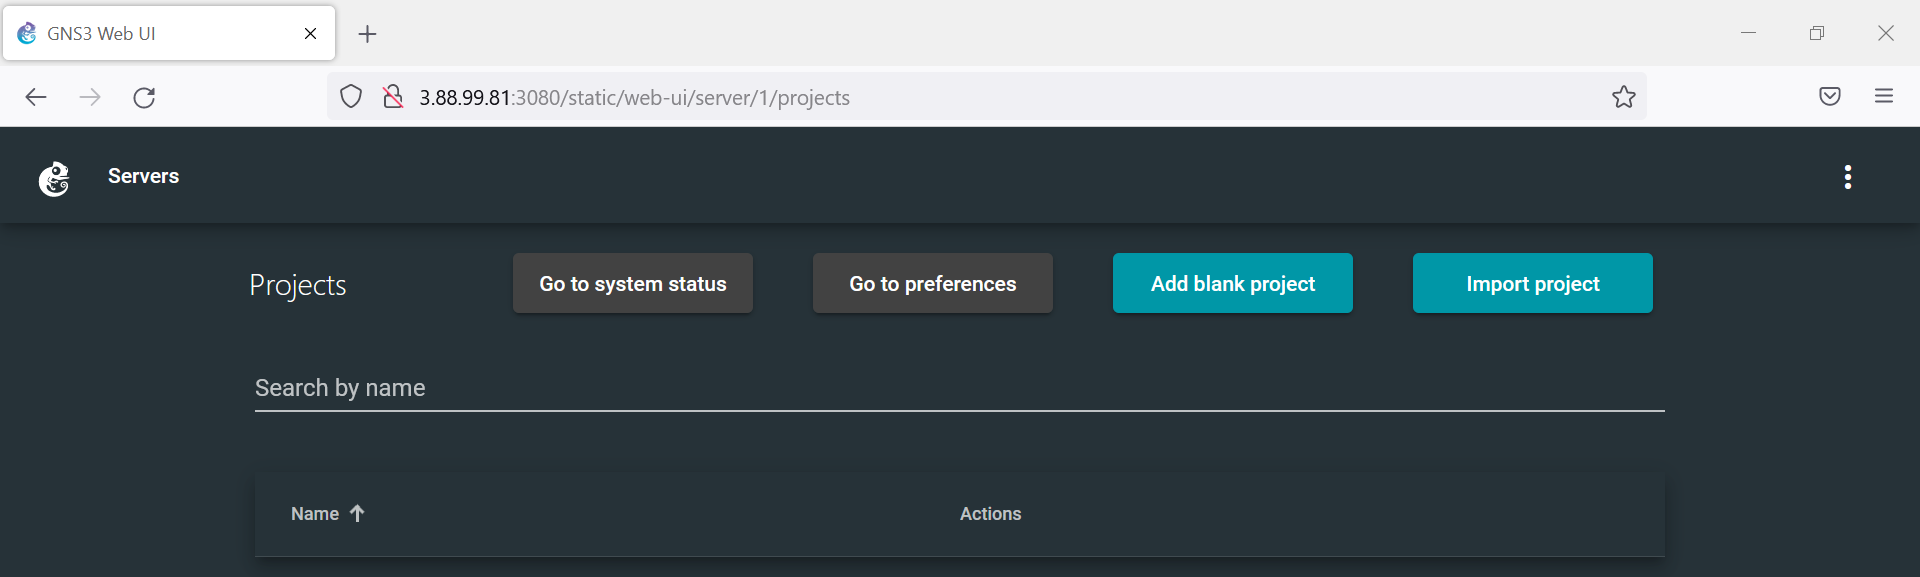 GNS3 Web UI
3.88.99.81:3080/static/web-ui/server/1/projects
Servers
Projects
Go to system status
Go to preferences
Add blank project
Import project
Search by name
Name
Actions